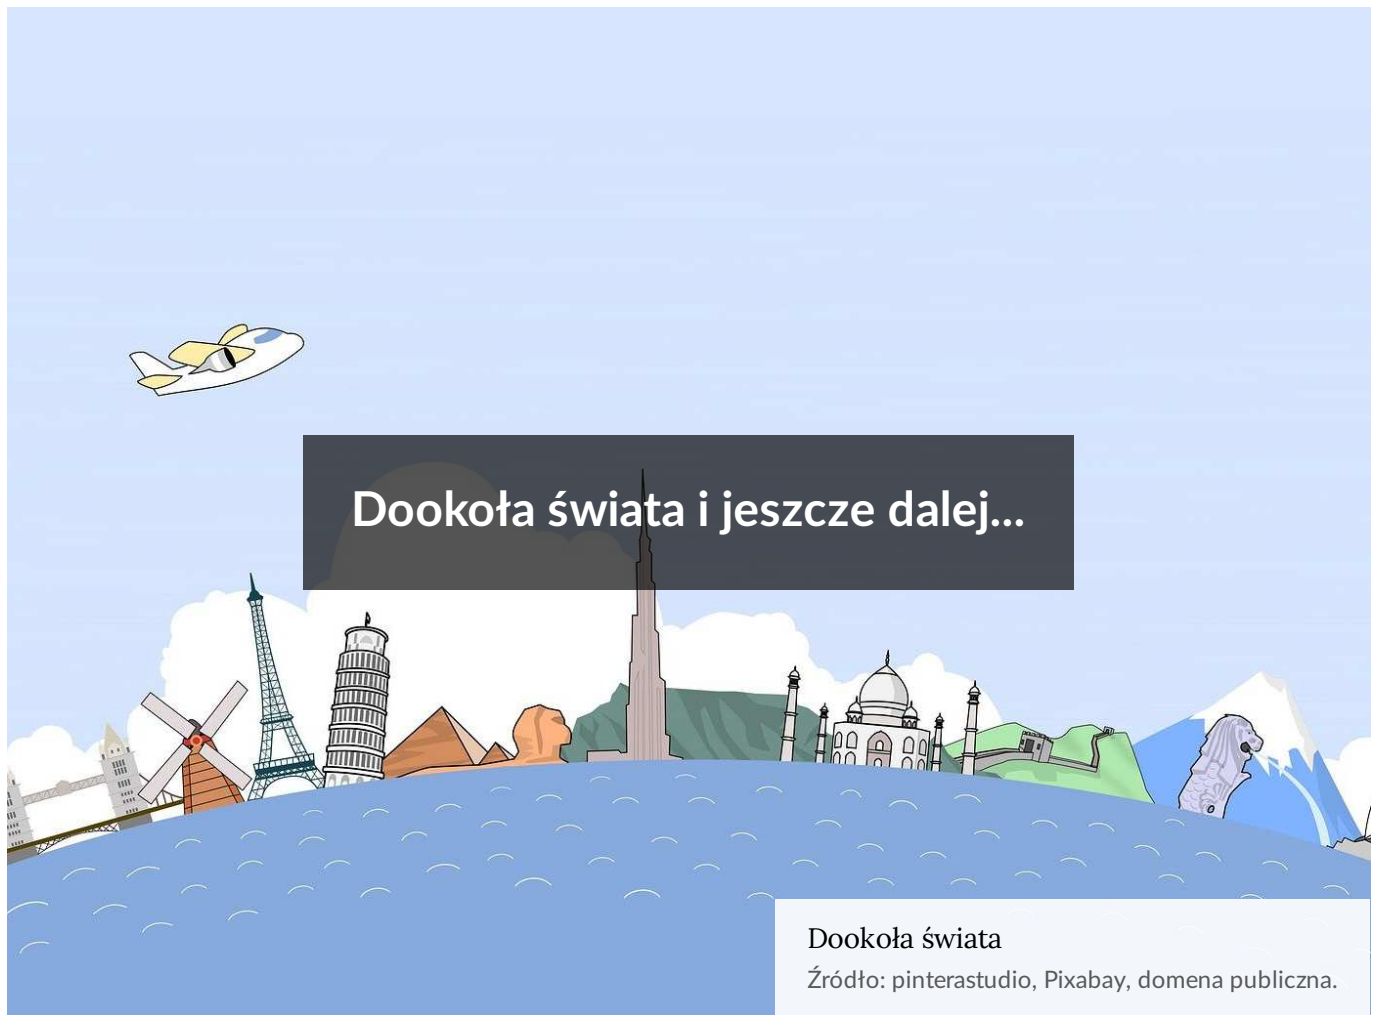 Dookoła świata i jeszcze dalej...
Dookoła świata
Źródło: pinterastudio, Pixabay, domena publiczna.